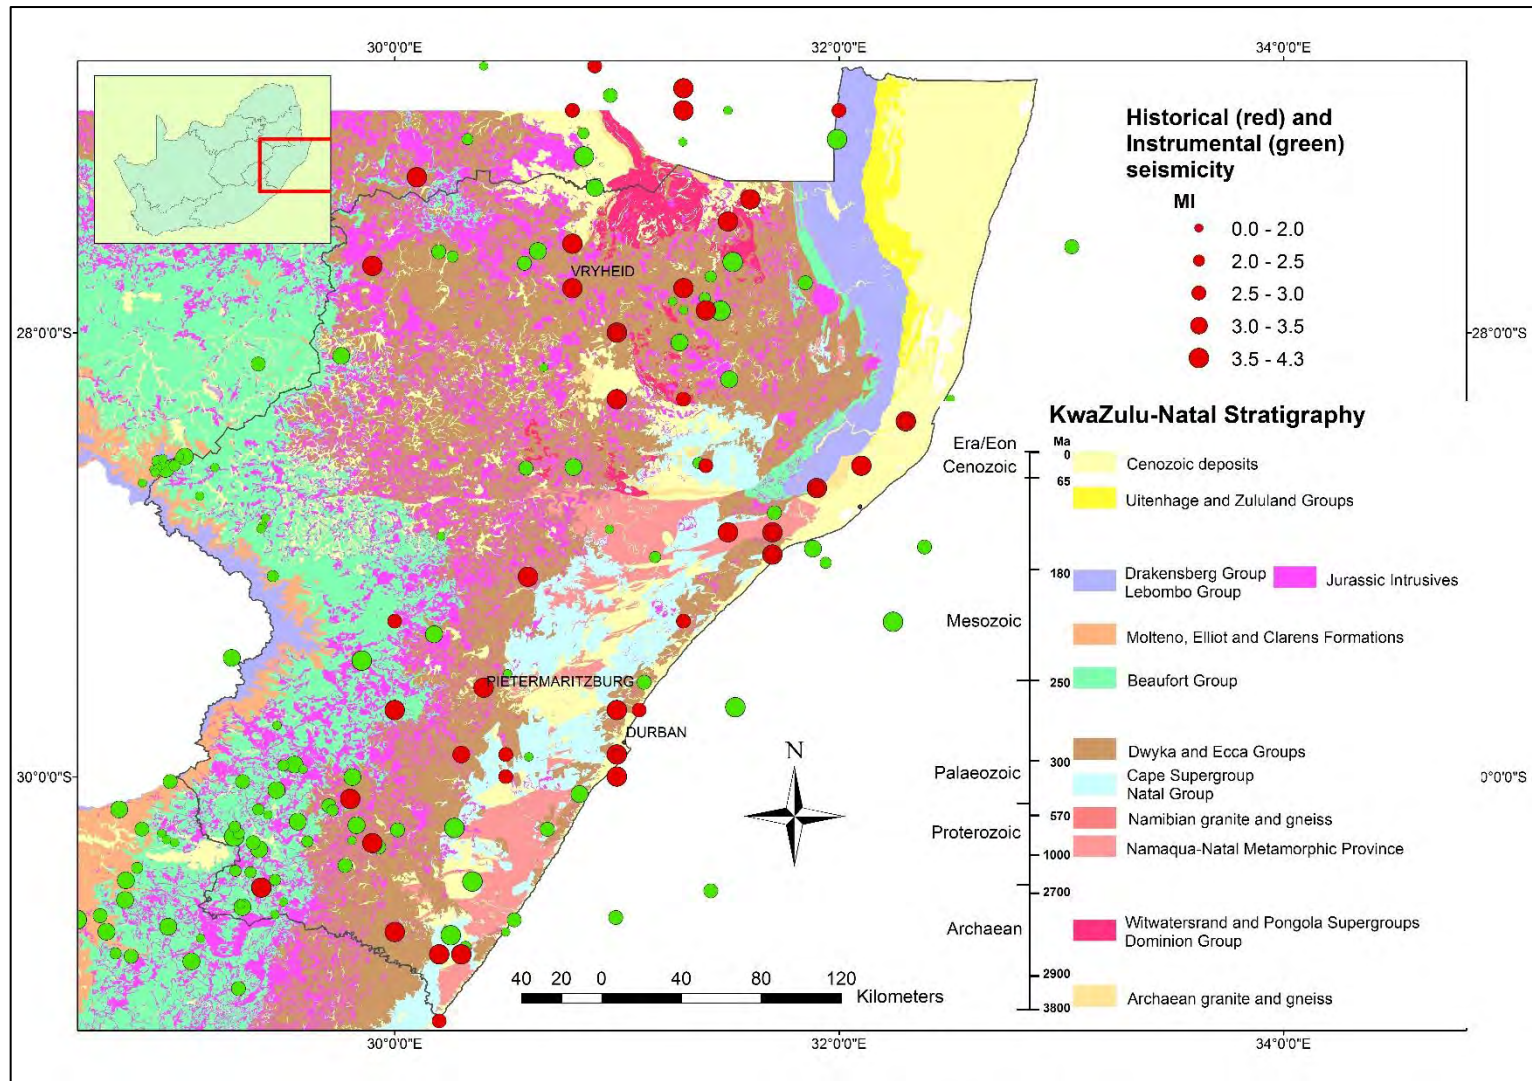 30°0'0"E
32°0'0"E
34°0'0"E
Historical (red) and
Instrumental (green)
seismicity
Ml
0.0 - 2.0
2.0 - 2.5
2.5 - 3.0
3.0 - 3.5
3.5 - 4.3
VRYHEID
28°0'0"S
28°0'0"S
KwaZulu-Natal Stratigraphy
Era/Eon
Ma
Cenozoic
0
Cenozoic deposits
65
Uitenhage and Zululand Groups
180
Drakensberg Group
Lebombo Group
Jurassic Intrusives
Mesozoic
Molteno, Elliot and Clarens Formations
250
Beaufort Group
PIETERMARITZBURG
DURBAN
Dwyka and Ecca Groups
300
Palaeozoic
Cape Supergroup
Natal Group
30°0'0"S
0°0'0"S
N
570
Namibian granite and gneiss
Proterozoic
Namaqua-Natal Metamorphic Province
1000
2700
Archaean
Witwatersrand and Pongola Supergroups
Dominion Group
2900
Archaean granite and gneiss
3800
40 20 0 40 80 120
Kilometers
30°0'0"E
32°0'0"E
34°0'0"E